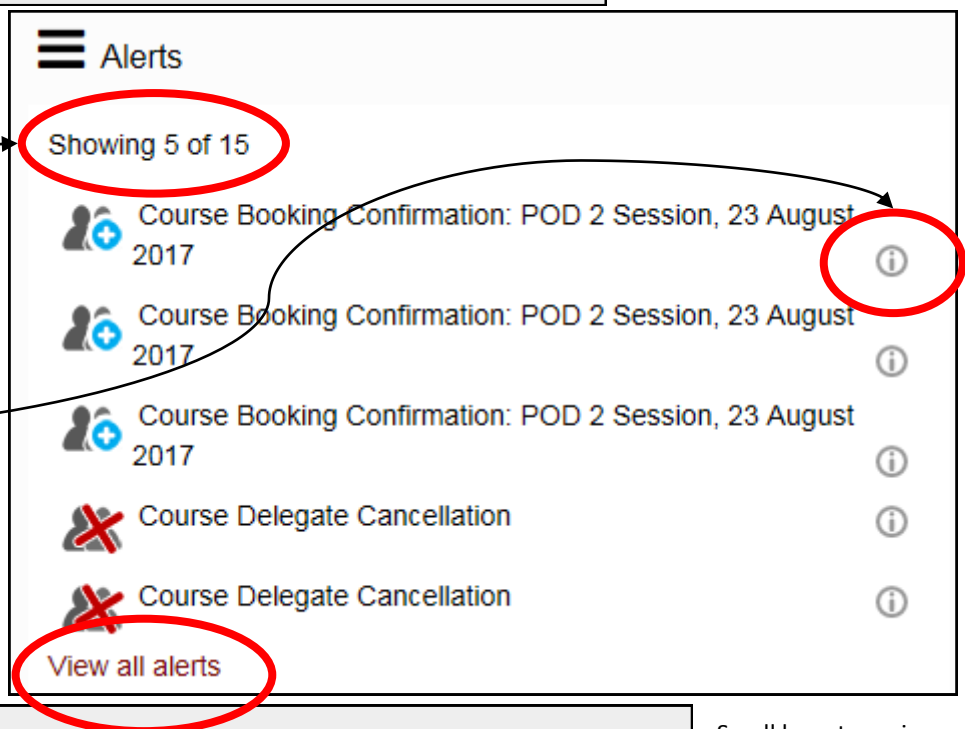 Alerts
Showing 5 of 15
Course Booking Confirmation: POD 2 Session, 23 August
2017
Course Booking Confirmation: POD 2 Session, 23 August
2017
Course Booking Confirmation: POD 2 Session, 23 August
2017
Course Delegate Cancellation
Course Delegate Cancellation
View all alerts